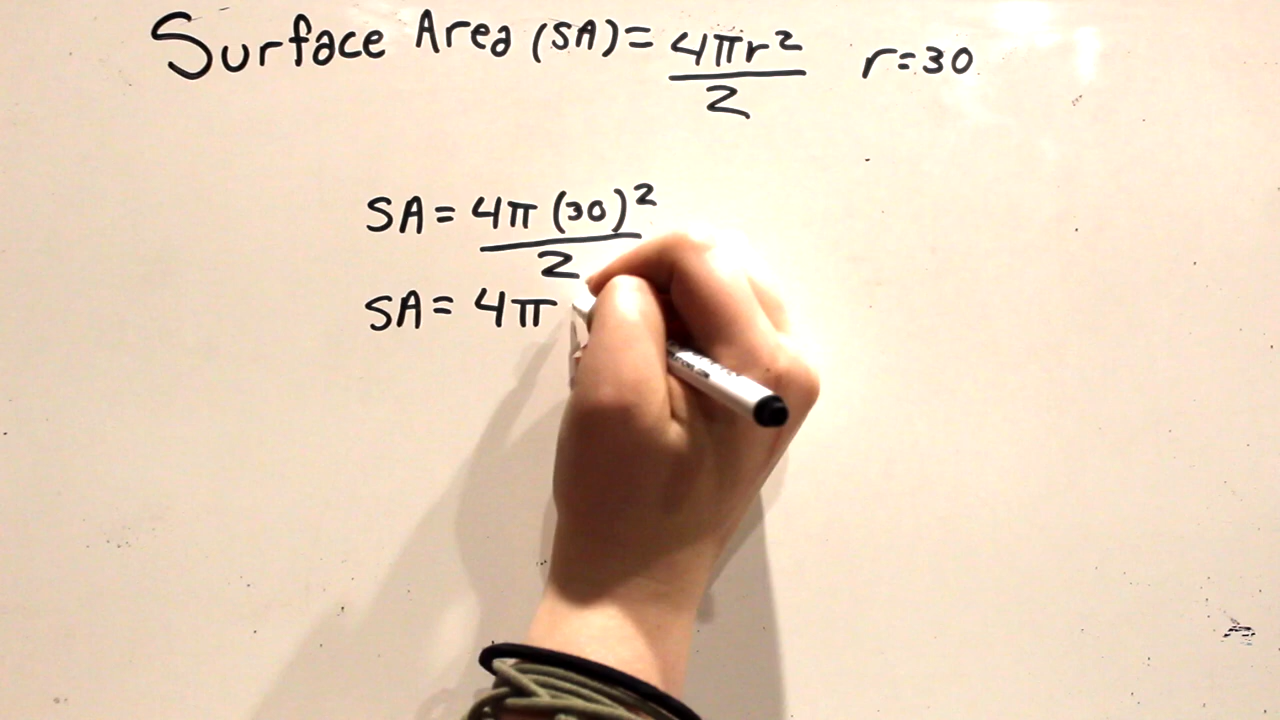 Surface Area (SA) = 4πr² / 2 r=30
SA = 4π (30)² / 2
SA = 4π